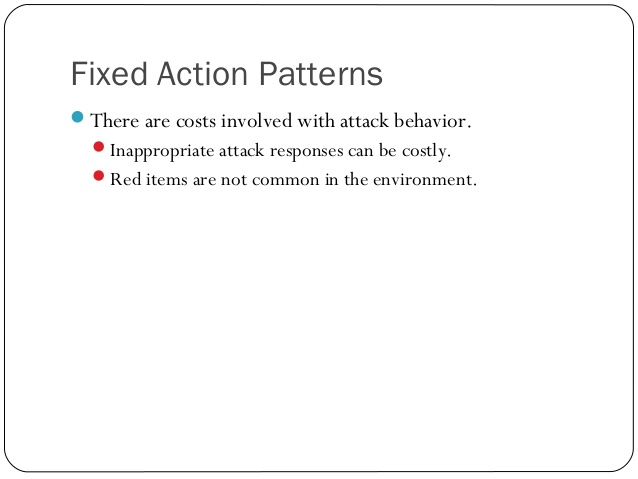 Fixed Action Patterns
There are costs involved with attack behavior.
Inappropriate attack responses can be costly.
Red items are not common in the environment.